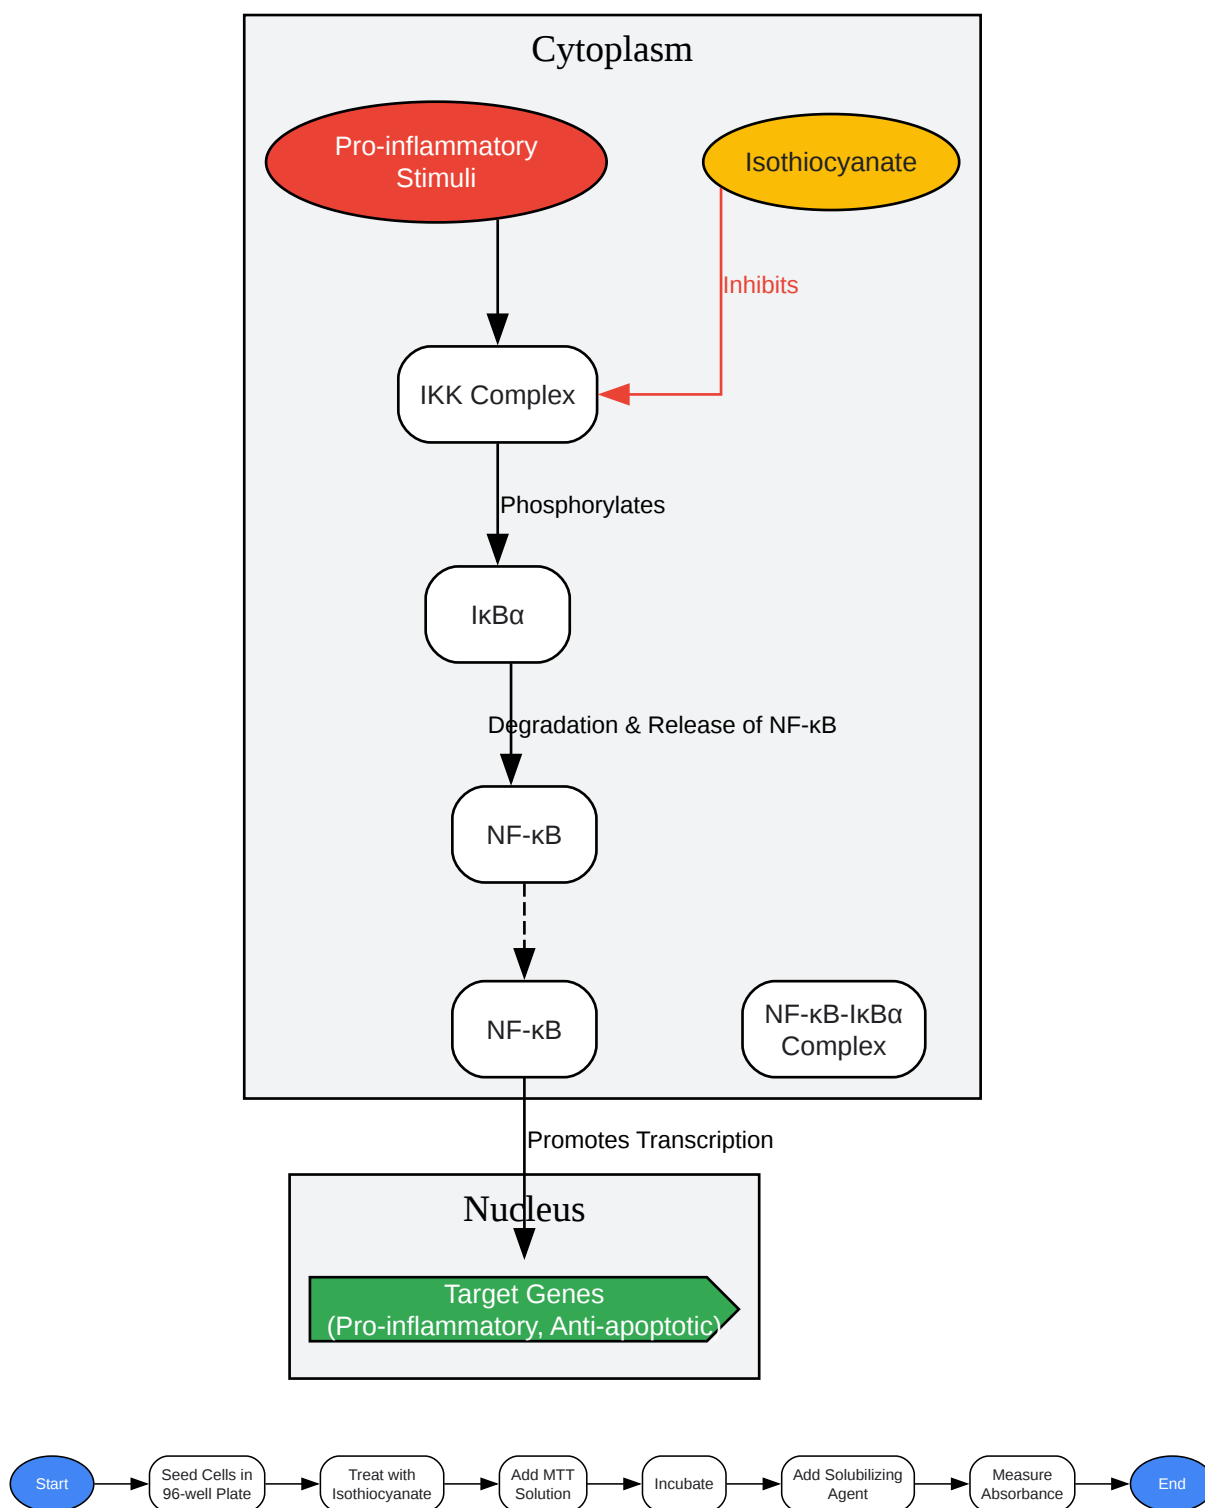 Cytoplasm
Pro-inflammatory
Stimuli
Isothiocyanate
Inhibits
IKK Complex
Phosphorylates
IκBα
Degradation & Release of NF-κB
NF-κB
NF-κB
NF-κB-IκBα
Complex
Promotes Transcription
Nucleus
Target Genes
(Pro-inflammatory, Anti-apoptotic)
Start
Seed Cells in
96-well Plate
Treat with
Isothiocyanate
Add MTT
Solution
Incubate
Add Solubilizing
Agent
Measure
Absorbance
End